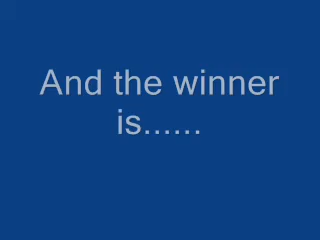 And the winner
is......